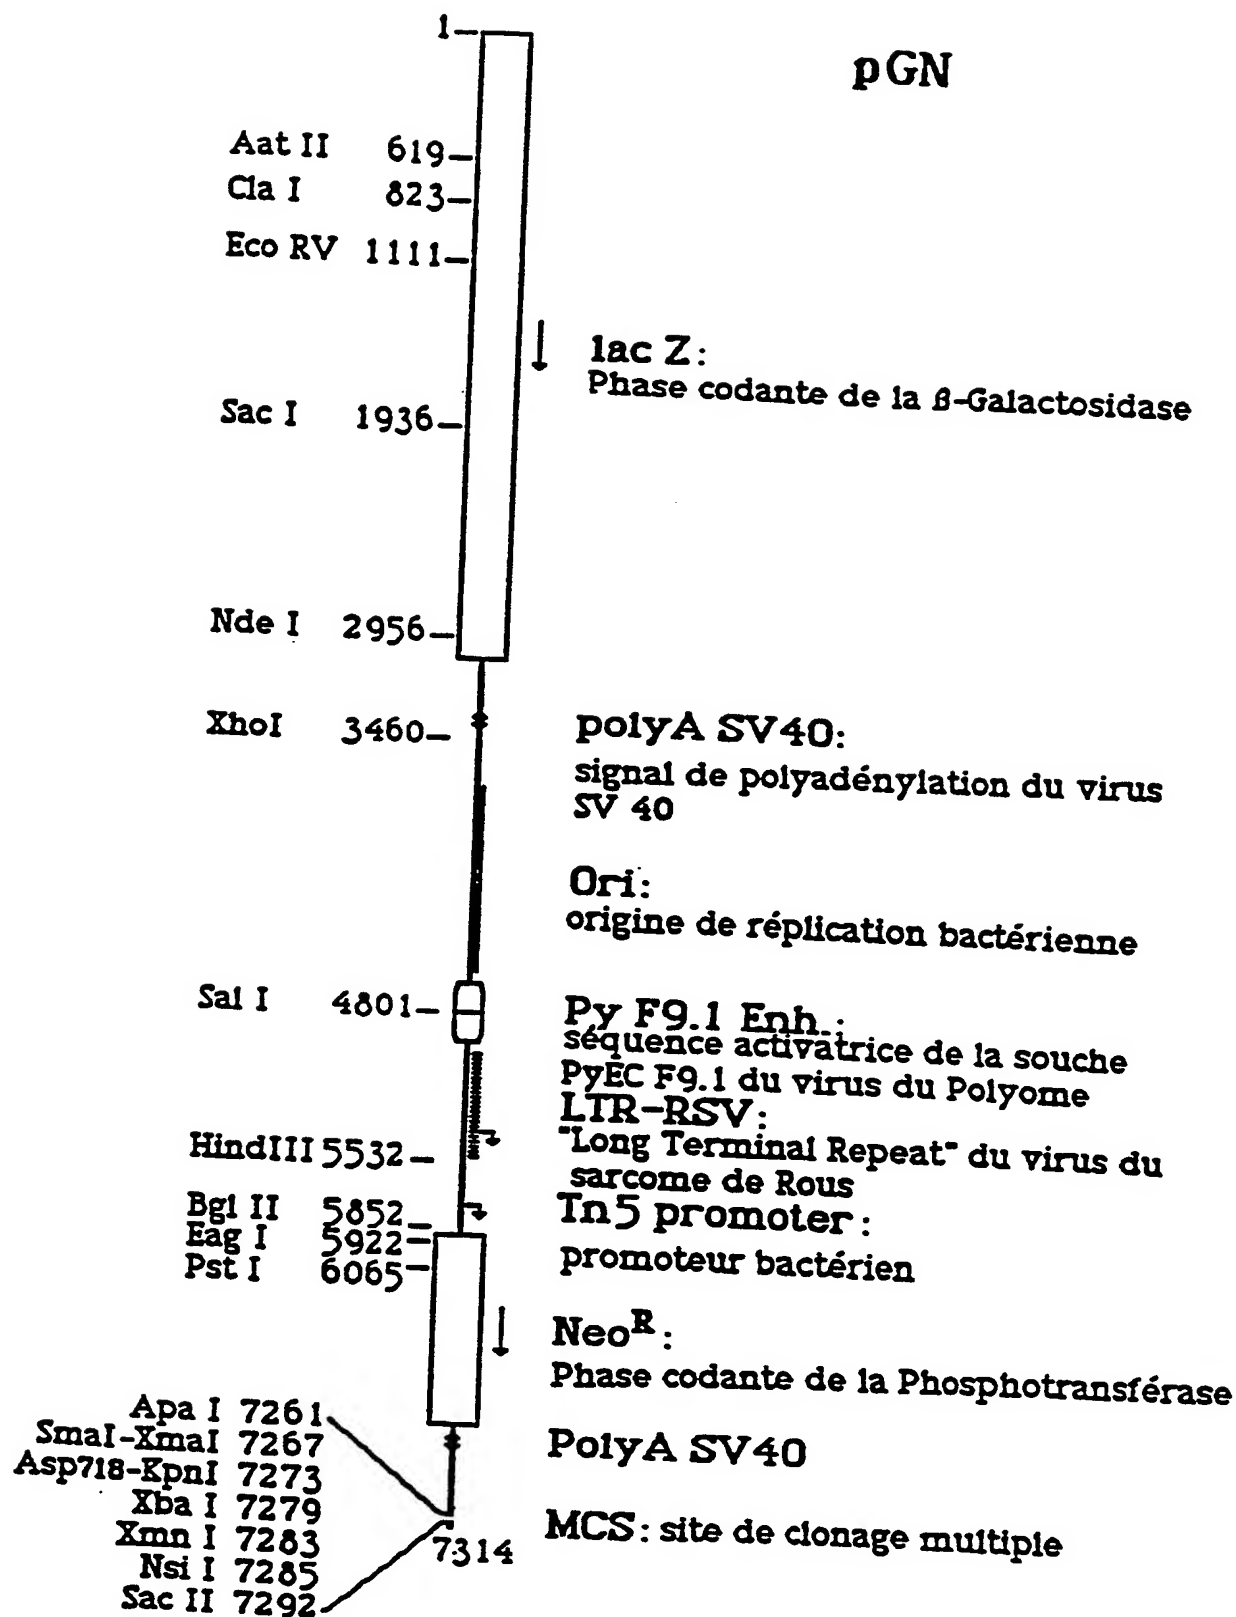 1
pGN
Aat II 619
Cla I 823
Eco RV 1111
lac Z:
Phase codante de la β-Galactosidase
Sac I 1936
Nde I 2956
XhoI 3460
polyA SV40:
signal de polyadénylation du virus
SV 40
Ori:
origine de réplication bactérienne
Sal I 4801
Py F9.1 Enh.:
séquence activatrice de la souche
PyEC F9.1 du virus du Polyome
LTR-RSV:
"Long Terminal Repeat" du virus du
sarcome de Rous
HindIII 5532
Bgl II 5852
Eag I 5922
Pst I 6065
Tn5 promoter:
promoteur bactérien
Neo^R:
Phase codante de la Phosphotransférase
Apa I 7261
SmaI-XmaI 7267
Asp718-KpnI 7273
Xba I 7279
Xmn I 7283
Nsi I 7285
Sac II 7292
PolyA SV40
7314
MCS: site de clonage multiple